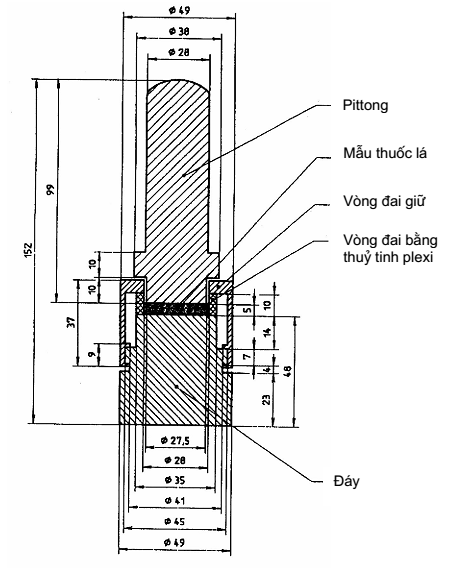 ø 49
ø 38
ø 28
Pittong
Mẫu thuốc lá
99
Vòng đai giữ
152
Vòng đai bằng
thuỷ tinh plexi
10
10
10
5
37
14
9
7
48
4
23
ø 27,5
ø 28
Đáy
ø 35
ø 41
ø 45
ø 49